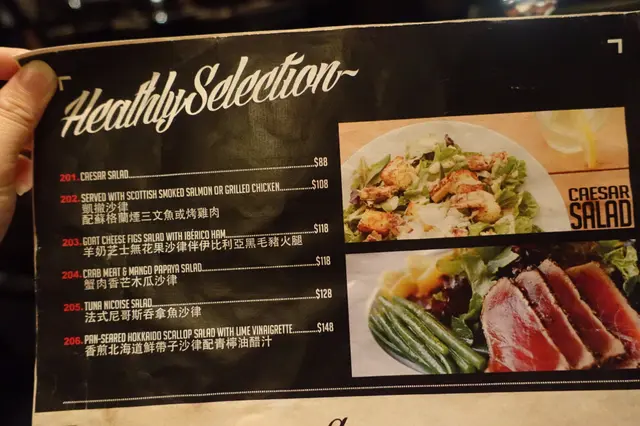 Heathly Selection~
201. CAESAR SALAD $88
202. SERVED WITH SCOTTISH SMOKED SALMON OR GRILLED CHICKEN $108
凱撒沙律
配蘇格蘭煙三文魚或烤雞肉
203. GOAT CHEESE FIGS SALAD WITH IBÉRICO HAM $118
羊奶芝士無花果沙律伴伊比利亞黑毛豬火腿
204. CRAB MEAT & MANGO PAPAYA SALAD $118
蟹肉香芒木瓜沙律
205. TUNA NICOISE SALAD $128
法式尼哥斯吞拿魚沙律
206. PAN-SEARED HOKKAIDO SCALLOP SALAD WITH LIME VINAIGRETTE $148
香煎北海道鮮帶子沙律配青檸油醋汁
CAESAR
SALAD